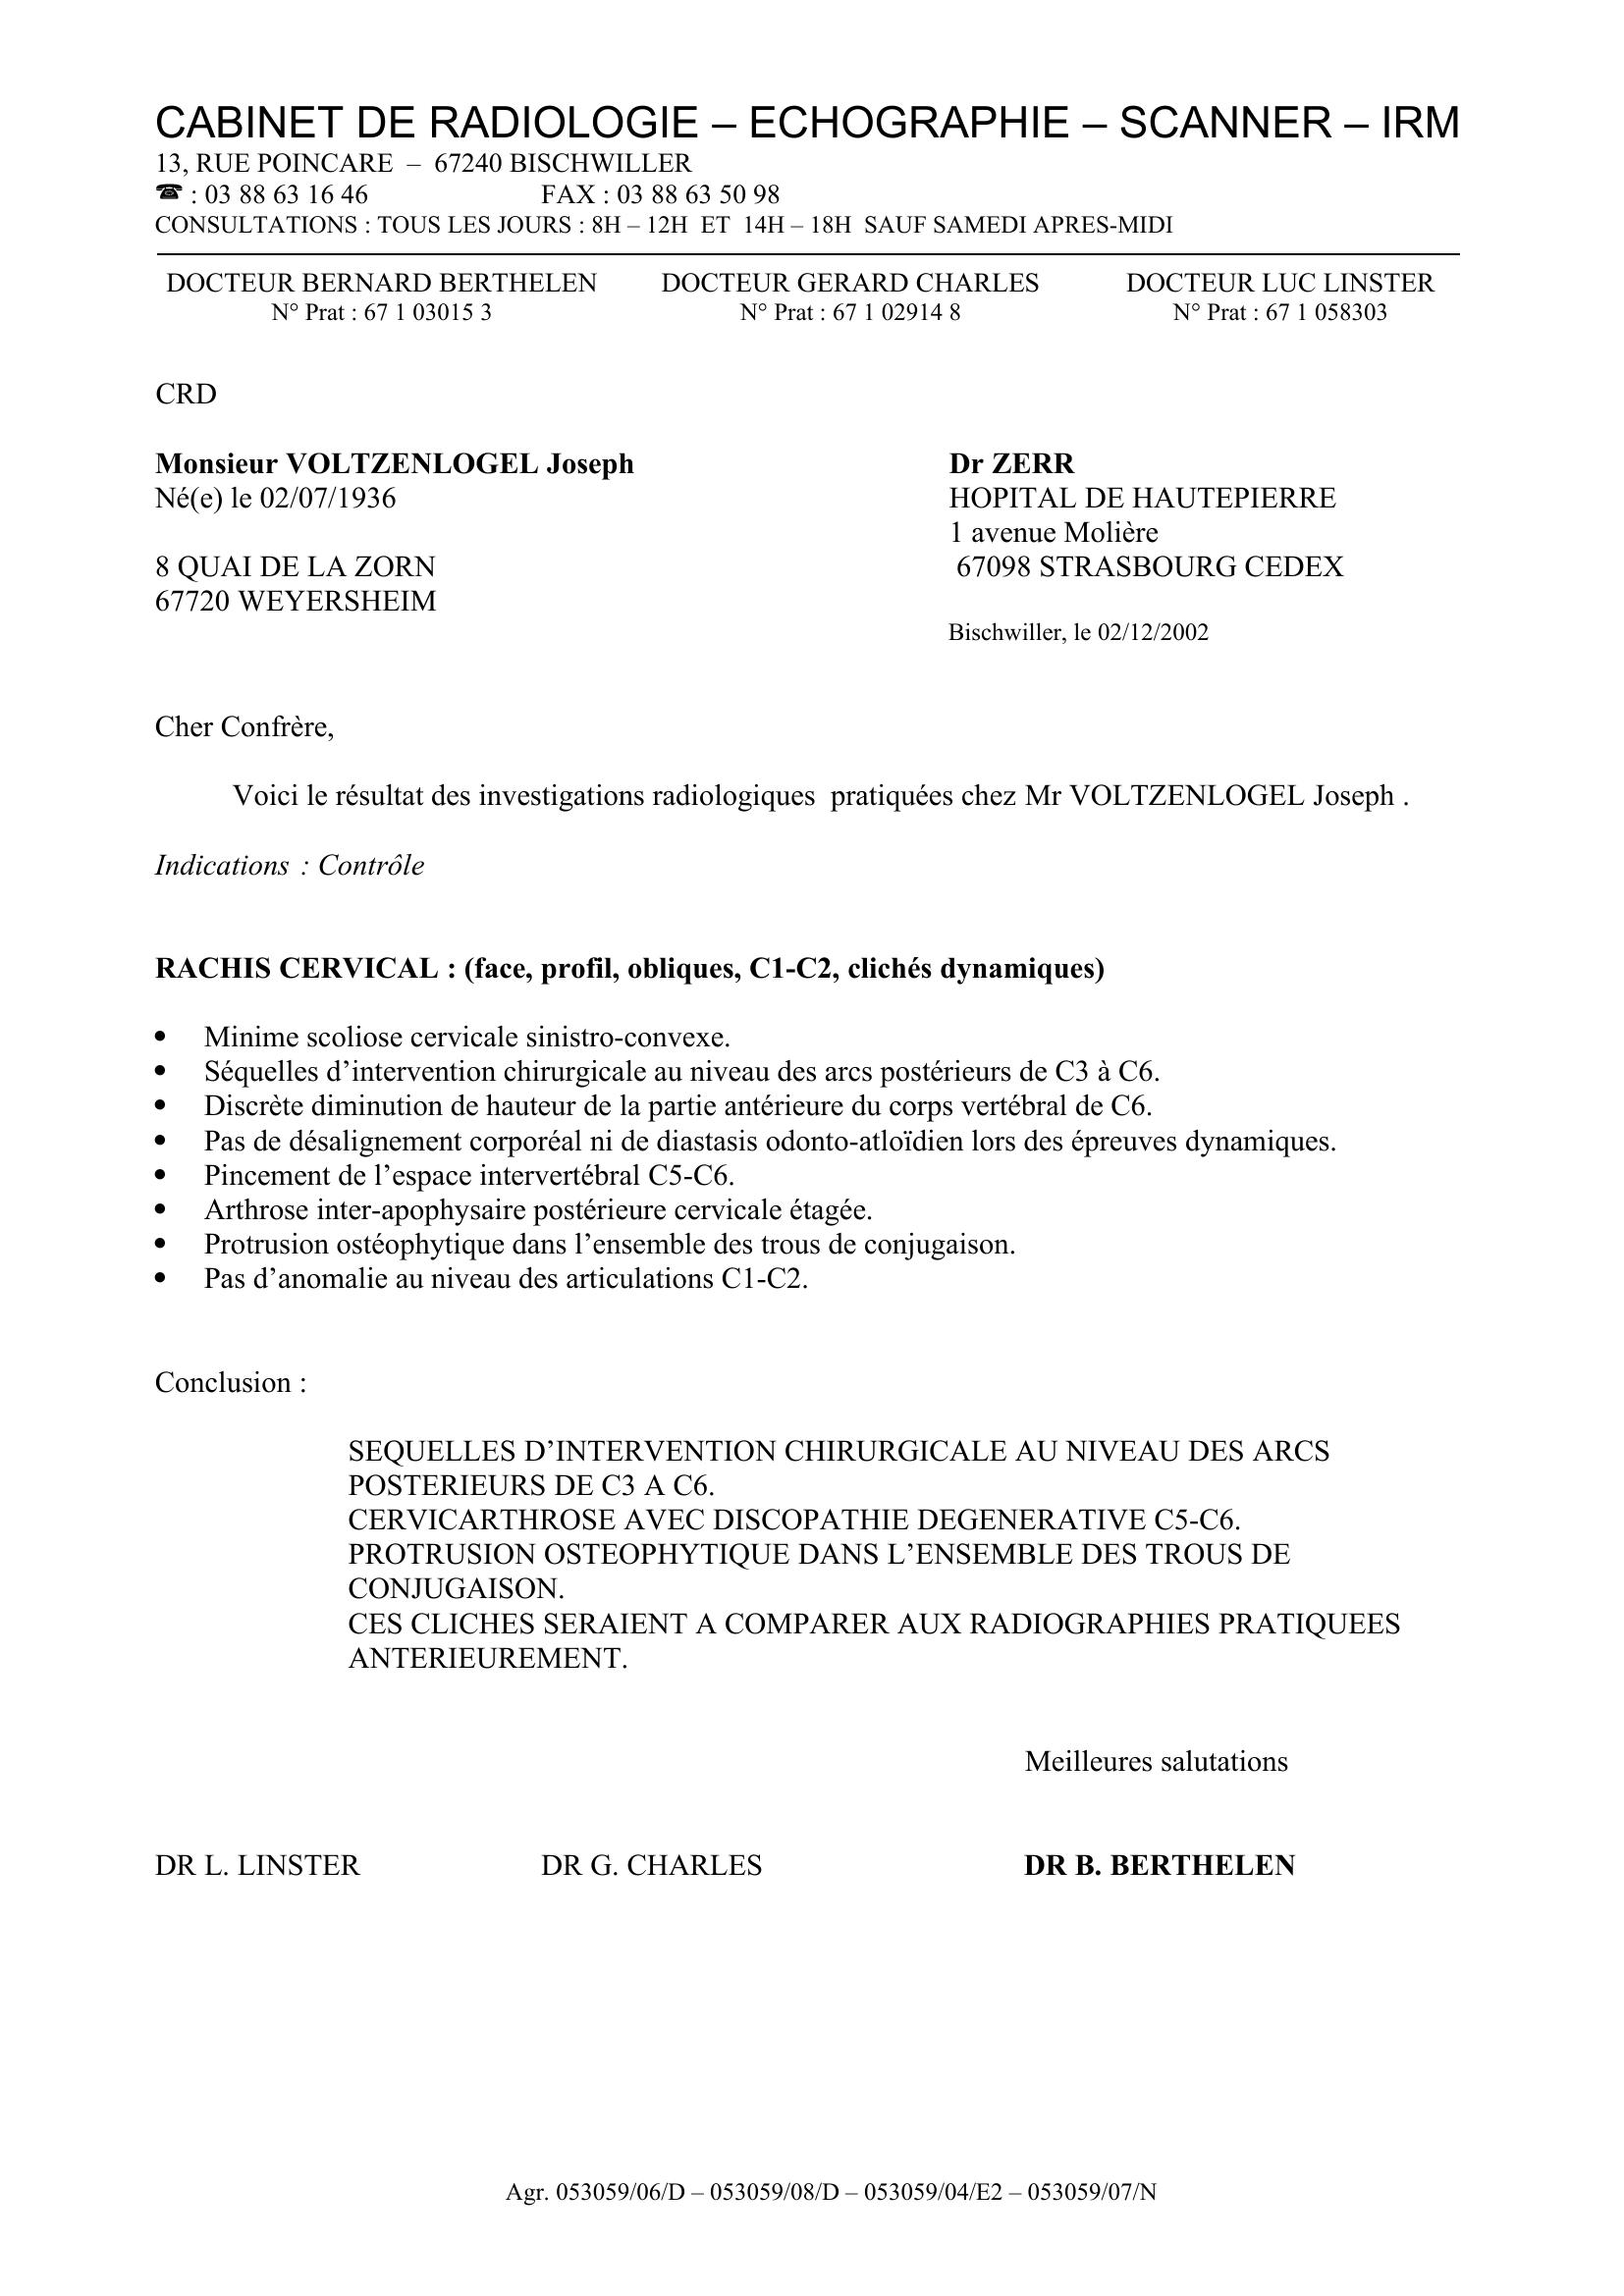 CABINET DE RADIOLOGIE – ECHOGRAPHIE – SCANNER – IRM
13, RUE POINCARE – 67240 BISCHWILLER
☎ : 03 88 63 16 46 FAX : 03 88 63 50 98
CONSULTATIONS : TOUS LES JOURS : 8H – 12H ET 14H – 18H SAUF SAMEDI APRES-MIDI
DOCTEUR BERNARD BERTHELEN DOCTEUR GERARD CHARLES DOCTEUR LUC LINSTER
N° Prat : 67 1 03015 3 N° Prat : 67 1 02914 8 N° Prat : 67 1 058303
CRD
Monsieur VOLTZENLOGEL Joseph Dr ZERR
Né(e) le 02/07/1936 HOPITAL DE HAUTEPIERRE
1 avenue Molière
8 QUAI DE LA ZORN 67098 STRASBOURG CEDEX
67720 WEYERSHEIM
Bischwiller, le 02/12/2002
Cher Confrère,
Voici le résultat des investigations radiologiques pratiquées chez Mr VOLTZENLOGEL Joseph .
Indications : Contrôle
RACHIS CERVICAL : (face, profil, obliques, C1-C2, clichés dynamiques)
• Minime scoliose cervicale sinistro-convexe.
• Séquelles d’intervention chirurgicale au niveau des arcs postérieurs de C3 à C6.
• Discrète diminution de hauteur de la partie antérieure du corps vertébral de C6.
• Pas de désalignement corporéal ni de diastasis odonto-atloïdien lors des épreuves dynamiques.
• Pincement de l’espace intervertébral C5-C6.
• Arthrose inter-apophysaire postérieure cervicale étagée.
• Protrusion ostéophytique dans l’ensemble des trous de conjugaison.
• Pas d’anomalie au niveau des articulations C1-C2.
Conclusion :
SEQUELLES D’INTERVENTION CHIRURGICALE AU NIVEAU DES ARCS
POSTERIEURS DE C3 A C6.
CERVICARTHROSE AVEC DISCOPATHIE DEGENERATIVE C5-C6.
PROTRUSION OSTEOPHYTIQUE DANS L’ENSEMBLE DES TROUS DE
CONJUGAISON.
CES CLICHES SERAIENT A COMPARER AUX RADIOGRAPHIES PRATIQUEES
ANTERIEUREMENT.
Meilleures salutations
DR L. LINSTER DR G. CHARLES DR B. BERTHELEN
Agr. 053059/06/D – 053059/08/D – 053059/04/E2 – 053059/07/N